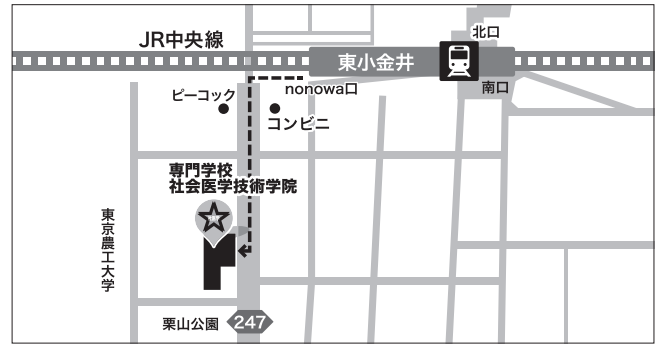 北口
JR中央線
東小金井
nonowa口
南口
ピーコック
コンビニ
専門学校
社会医学技術学院
東京農工大学
栗山公園
247